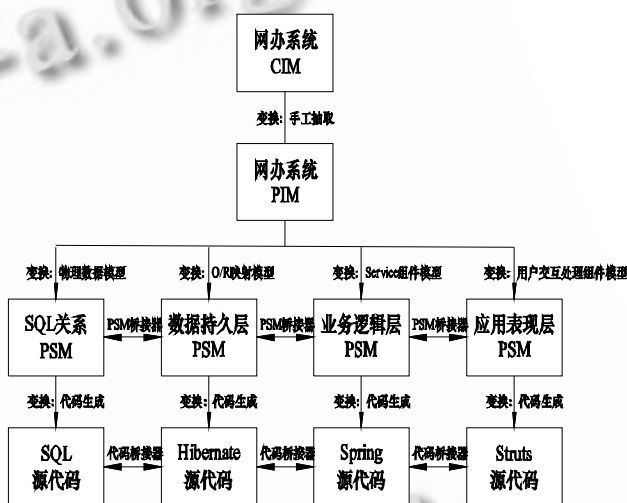 网办系统
CIM
变换: 手工抽取
网办系统
PIM
变换: 物理数据模型
变换: O/R映射模型
变换: Service组件模型
变换: 用户交互处理组件模型
SQL关系
PSM
PSM桥接器
数据持久层
PSM
PSM桥接器
业务逻辑层
PSM
PSM桥接器
应用表现层
PSM
变换: 代码生成
变换: 代码生成
变换: 代码生成
变换: 代码生成
SQL
源代码
代码桥接器
Hibernate
源代码
代码桥接器
Spring
源代码
代码桥接器
Struts
源代码